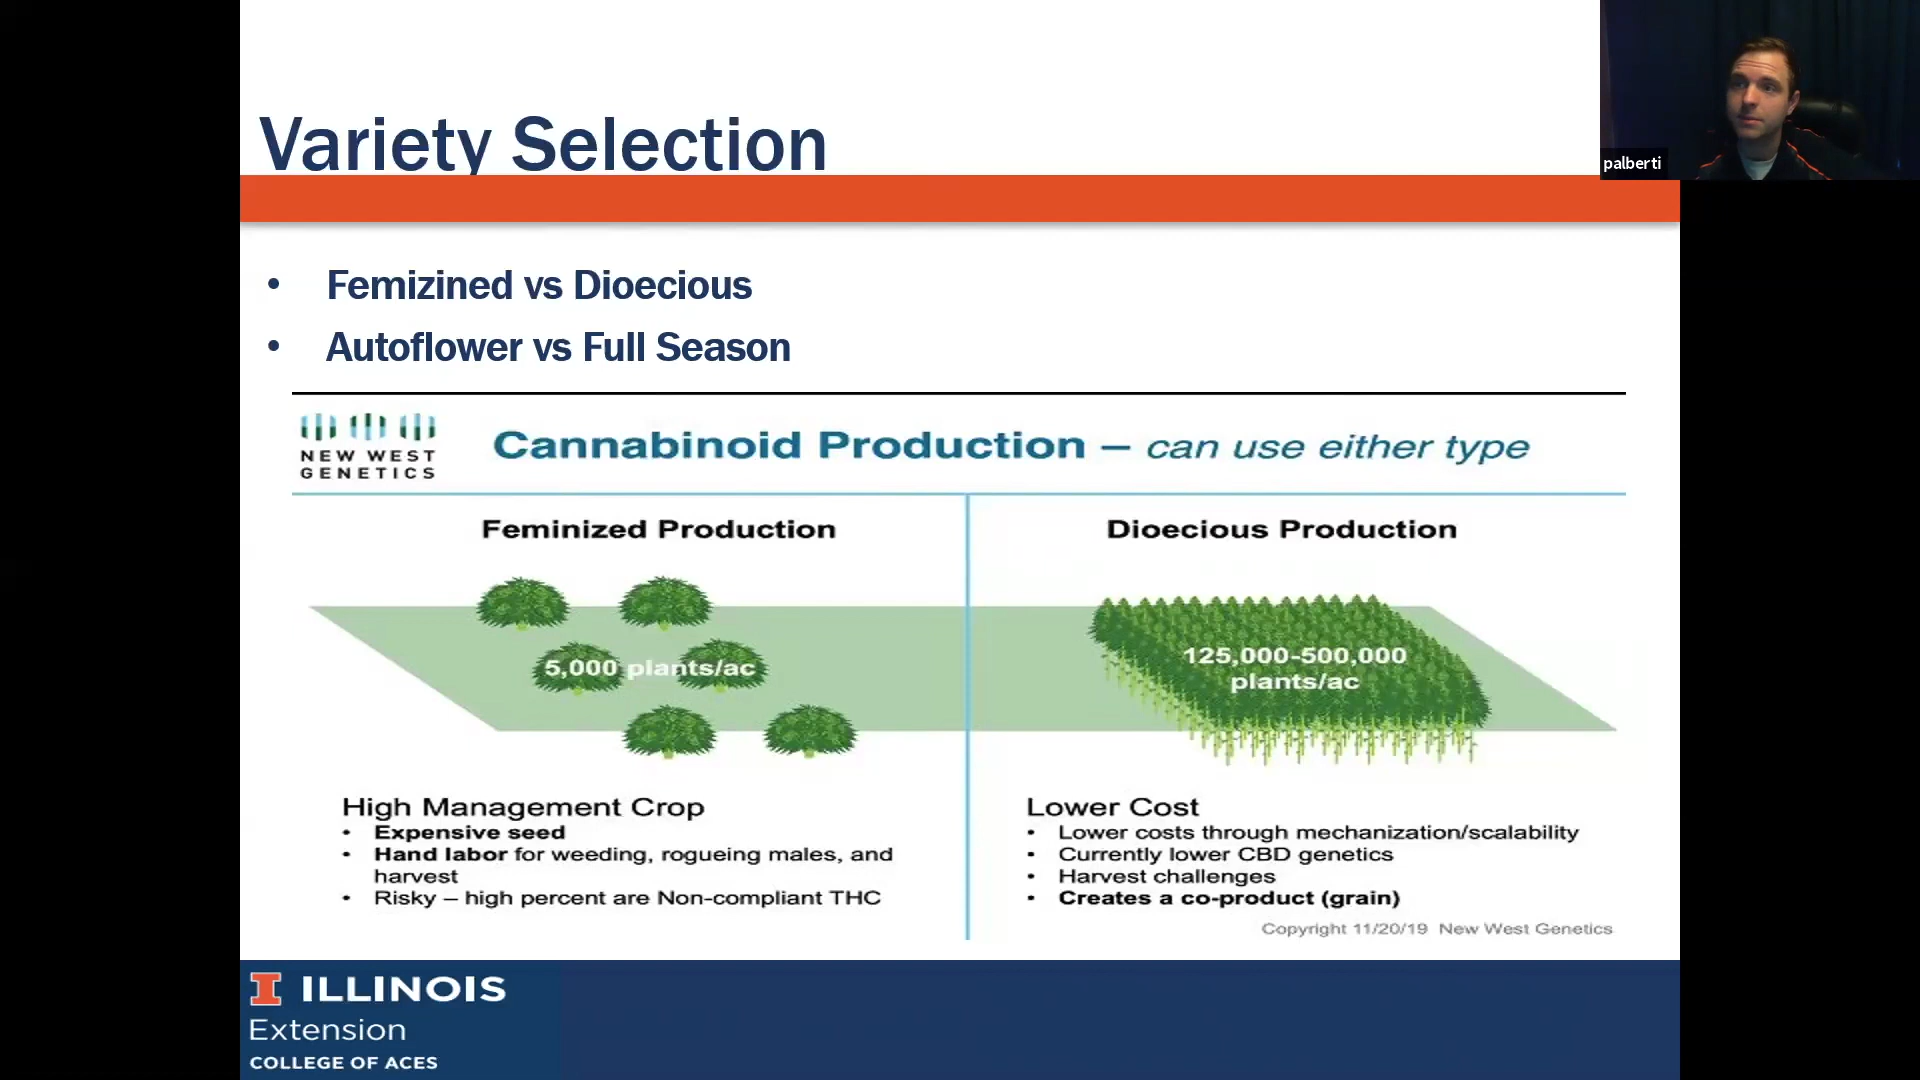 Variety Selection
palberti
• Femizined vs Dioecious
• Autoflower vs Full Season
NEW WEST
GENETICS
Cannabinoid Production – can use either type
Feminized Production
5,000 plants/ac
High Management Crop
• Expensive seed
• Hand labor for weeding, rogueing males, and
harvest
• Risky – high percent are Non-compliant THC
Dioecious Production
125,000-500,000
plants/ac
Lower Cost
• Lower costs through mechanization/scalability
• Currently lower CBD genetics
• Harvest challenges
• Creates a co-product (grain)
Copyright 11/20/19 New West Genetics
I ILLINOIS
Extension
COLLEGE OF ACES